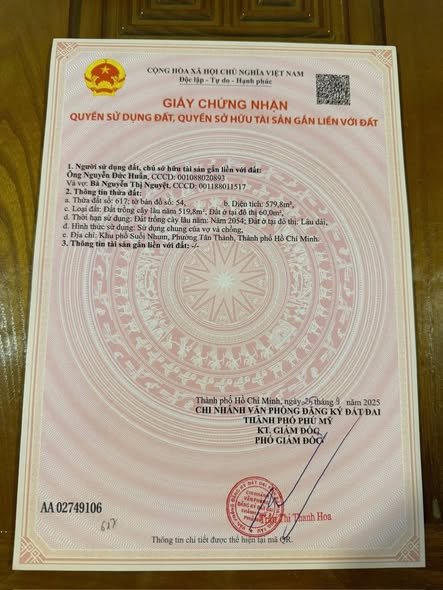 CỘNG HÒA XÃ HỘI CHỦ NGHĨA VIỆT NAM
Độc lập - Tự do - Hạnh phúc
GIẤY CHỨNG NHẬN
QUYỀN SỬ DỤNG ĐẤT, QUYỀN SỞ HỮU TÀI SẢN GẮN LIỀN VỚI ĐẤT
1. Người sử dụng đất, chủ sở hữu tài sản gắn liền với đất:
Ông Nguyễn Đức Huấn, CCCD: 001088020893
Và vợ: Bà Nguyễn Thị Nguyệt, CCCD: 001188011517
2. Thông tin thửa đất:
a. Thửa đất số: 617; tờ bản đồ số: 54, b. Diện tích: 579,8m²,
c. Loại đất: Đất trồng cây lâu năm 519,8m²; Đất ở tại đô thị 60,0m²,
d. Thời hạn sử dụng: Đất trồng cây lâu năm: Năm 2054; Đất ở tại đô thị: Lâu dài,
đ. Hình thức sử dụng: Sử dụng chung của vợ và chồng,
e. Địa chỉ: Khu phố Suối Nhum, Phường Tân Thành, Thành phố Hồ Chí Minh.
3. Thông tin tài sản gắn liền với đất: -/-
Thành phố Hồ Chí Minh, ngày tháng 9 năm 2025
CHI NHÁNH VĂN PHÒNG ĐĂNG KÝ ĐẤT ĐAI
THÀNH PHỐ PHÚ MỸ
KT. GIÁM ĐỐC
PHÓ GIÁM ĐỐC
Trần Thị Thanh Hoa
AA 02749106
617
Thông tin chi tiết được thể hiện tại mã QR.